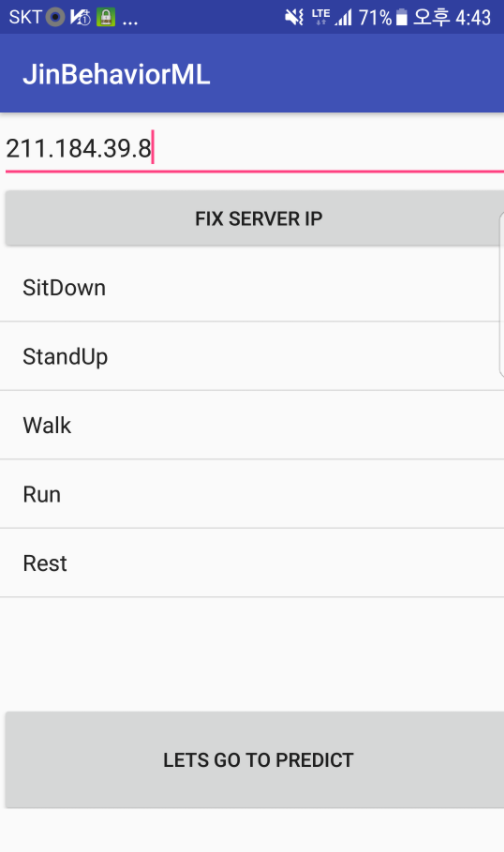 SKT ... LTE 71% 오후 4:43
JinBehaviorML
211.184.39.8
FIX SERVER IP
SitDown
StandUp
Walk
Run
Rest
LETS GO TO PREDICT